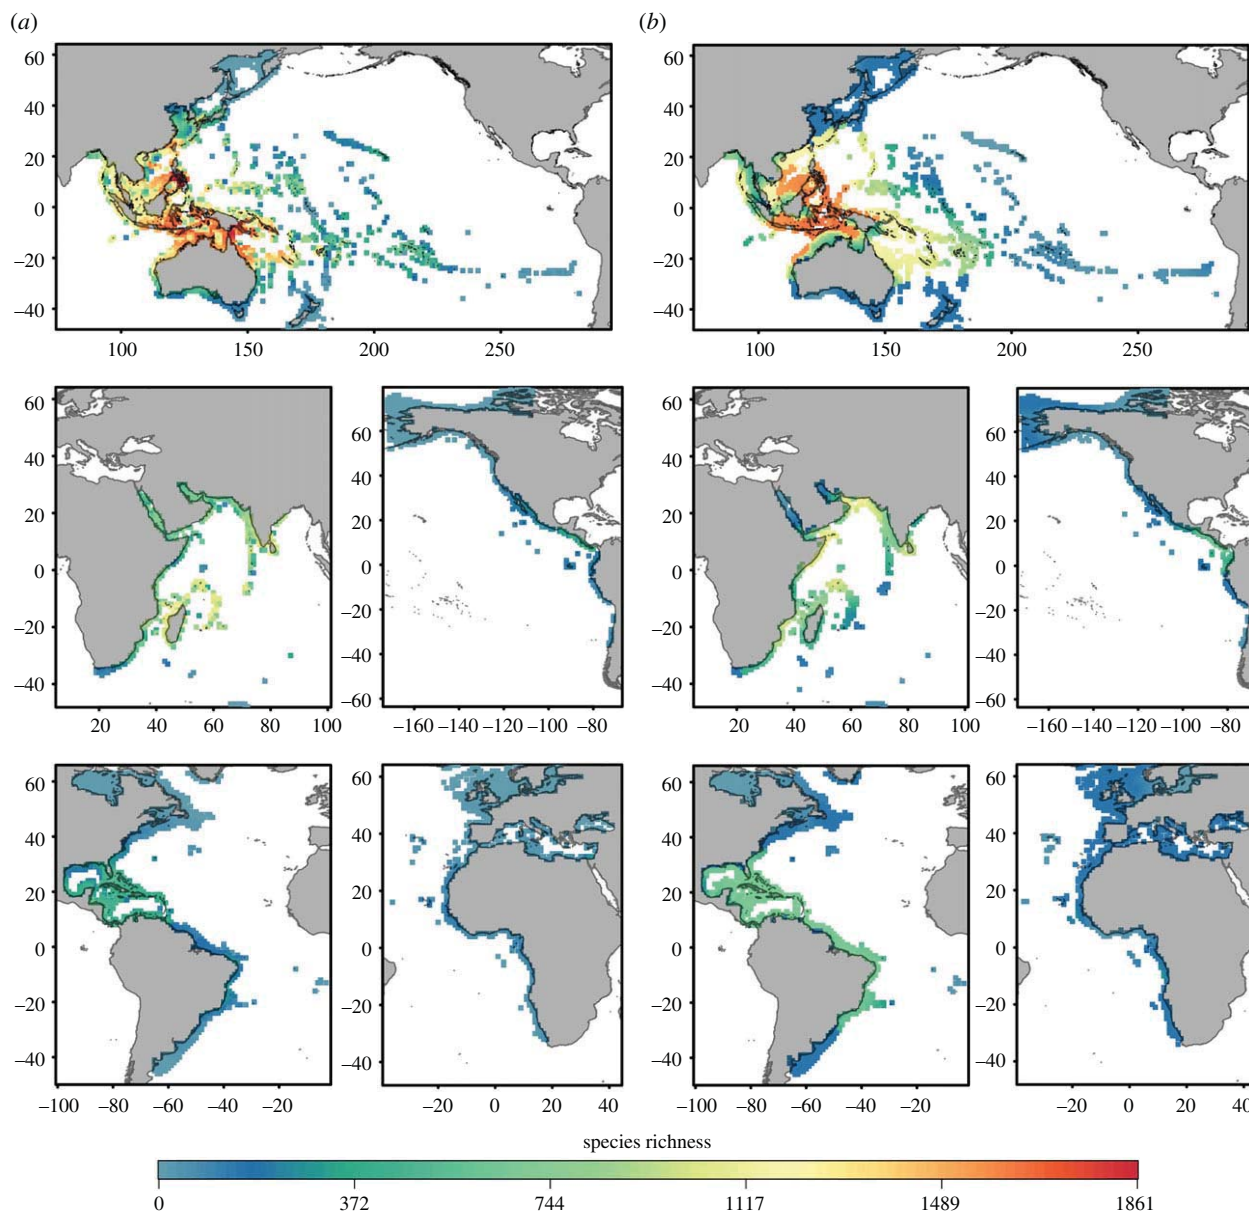 (a) (b)
60 60
40 40
20 20
0 0
−20 −20
−40 −40
100 150 200 250 100 150 200 250
60 60 60 60
40 40 40 40
20 20 20 20
0 0 0 0
−20 −20 −20 −20
−40 −40 −40 −40
−60 −60
20 40 60 80 100 −160 −140 −120 −100 −80 20 40 60 80 100 −160 −140 −120 −100 −80
60 60 60 60
40 40 40 40
20 20 20 20
0 0 0 0
−20 −20 −20 −20
−40 −40 −40 −40
−100 −80 −60 −40 −20 −20 0 20 40 −100 −80 −60 −40 −20 −20 0 20 40
species richness
0 372 744 1117 1489 1861